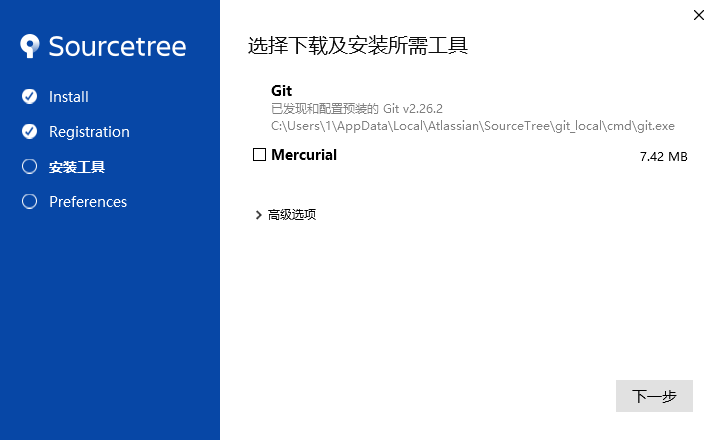 Sourcetree
Install
Registration
安装工具
Preferences
选择下载及安装所需工具
Git
已发现和配置预装的 Git v2.26.2
C:\Users\1\AppData\Local\Atlassian\SourceTree\git_local\cmd\git.exe
Mercurial 7.42 MB
高级选项
下一步